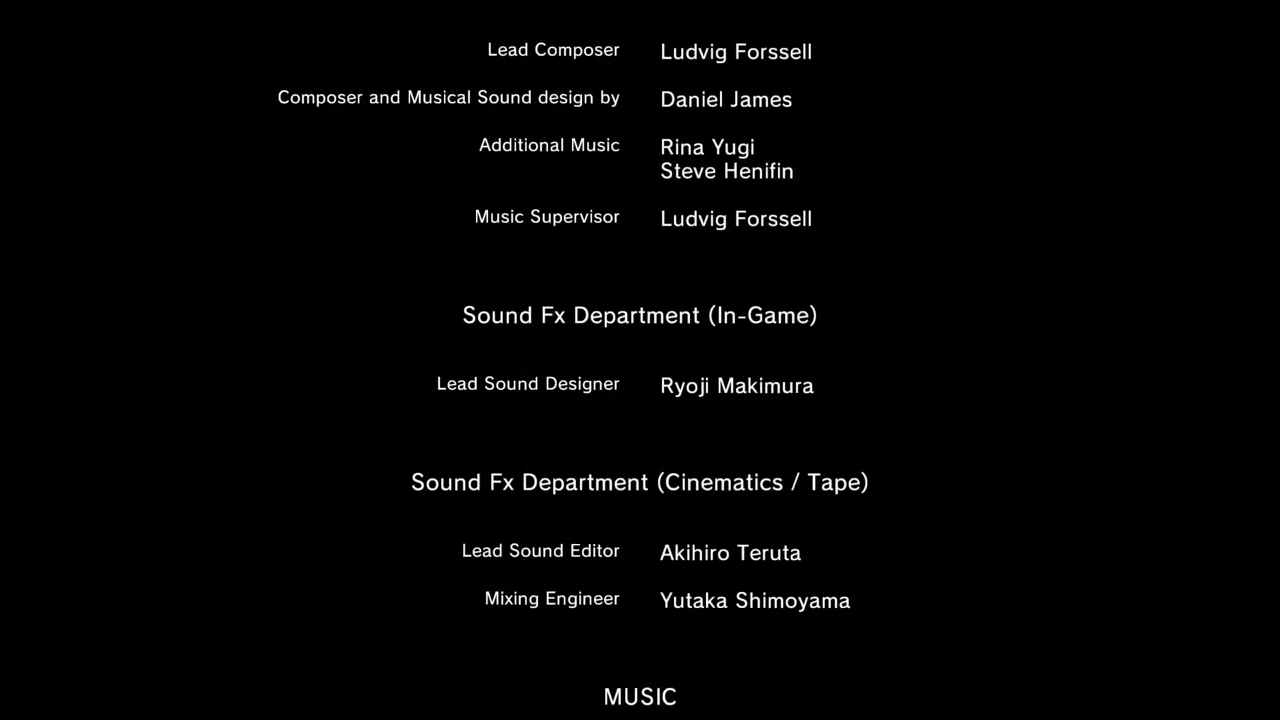 Lead Composer Ludvig Forssell
Composer and Musical Sound design by Daniel James
Additional Music Rina Yugi
Steve Henifin
Music Supervisor Ludvig Forssell
Sound Fx Department (In-Game)
Lead Sound Designer Ryoji Makimura
Sound Fx Department (Cinematics / Tape)
Lead Sound Editor Akihiro Teruta
Mixing Engineer Yutaka Shimoyama
MUSIC